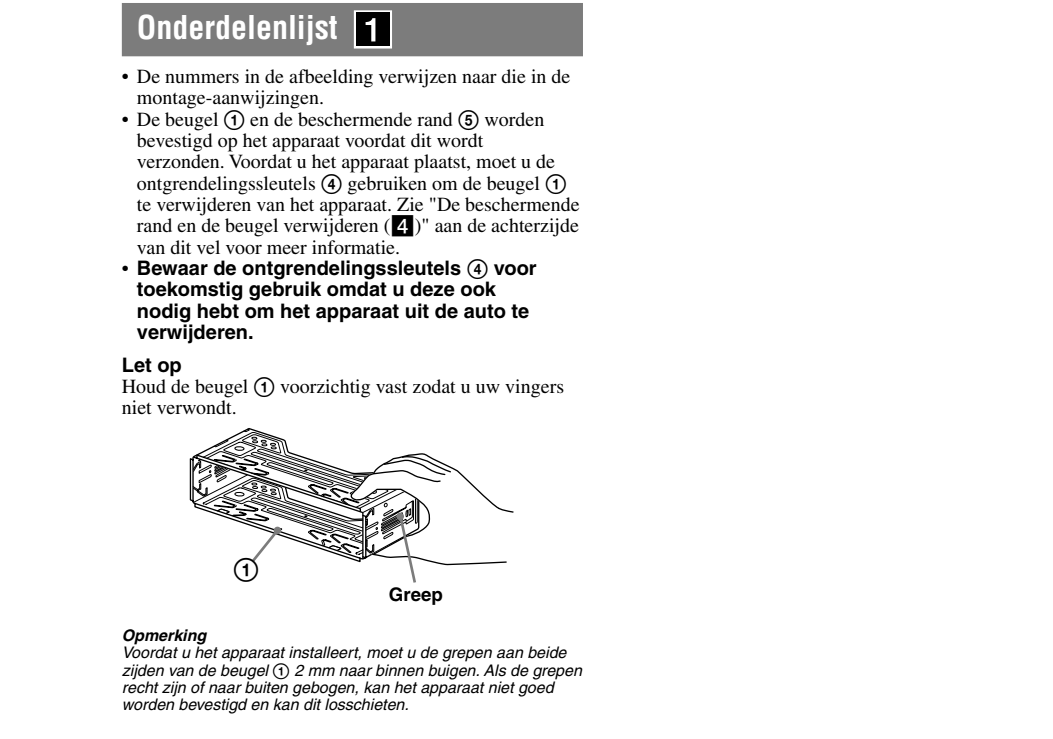 Onderdelenlijst 1
• De nummers in de afbeelding verwijzen naar die in de
montage-aanwijzingen.
• De beugel ① en de beschermende rand ⑤ worden
bevestigd op het apparaat voordat dit wordt
verzonden. Voordat u het apparaat plaatst, moet u de
ontgrendelingssleutels ④ gebruiken om de beugel ①
te verwijderen van het apparaat. Zie "De beschermende
rand en de beugel verwijderen (4)" aan de achterzijde
van dit vel voor meer informatie.
• Bewaar de ontgrendelingssleutels ④ voor
toekomstig gebruik omdat u deze ook
nodig hebt om het apparaat uit de auto te
verwijderen.
Let op
Houd de beugel ① voorzichtig vast zodat u uw vingers
niet verwondt.
①
Greep
Opmerking
Voordat u het apparaat installeert, moet u de grepen aan beide
zijden van de beugel ① 2 mm naar binnen buigen. Als de grepen
recht zijn of naar buiten gebogen, kan het apparaat niet goed
worden bevestigd en kan dit losschieten.